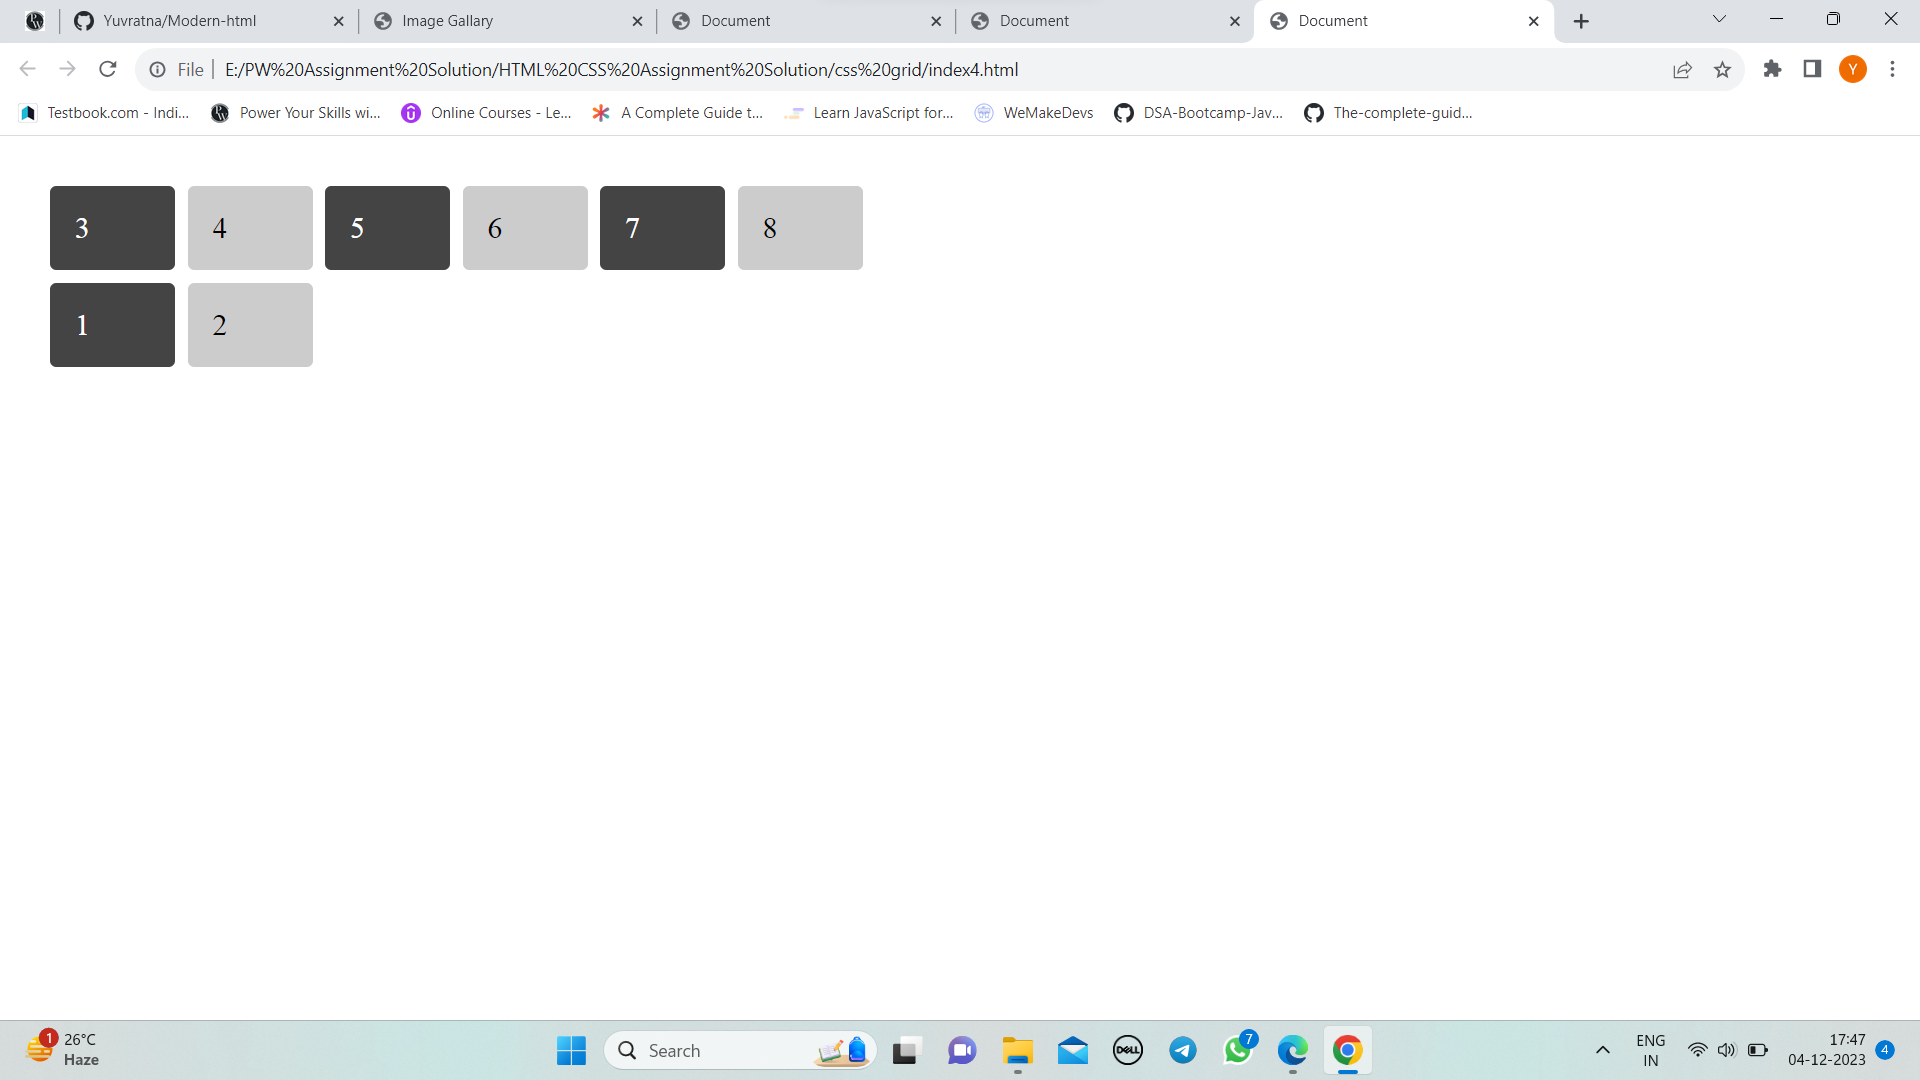 Yuvratna/Modern-html
Image Gallary
Document
Document
Document
File
E:/PW%20Assignment%20Solution/HTML%20CSS%20Assignment%20Solution/css%20grid/index4.html
Y
Testbook.com - Indi...
Power Your Skills wi...
Online Courses - Le...
A Complete Guide t...
Learn JavaScript for...
WeMakeDevs
DSA-Bootcamp-Jav...
The-complete-guid...
3 4 5 6 7 8
1 2
1
26°C
Haze
Search
DELL
7
ENG
IN
17:47
04-12-2023
4